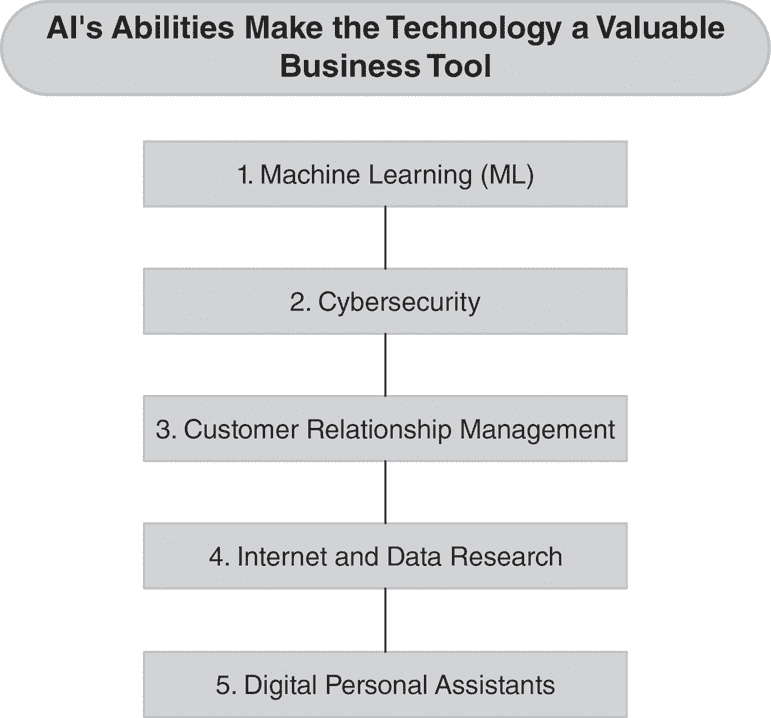 AI's Abilities Make the Technology a Valuable
Business Tool
1. Machine Learning (ML)
2. Cybersecurity
3. Customer Relationship Management
4. Internet and Data Research
5. Digital Personal Assistants